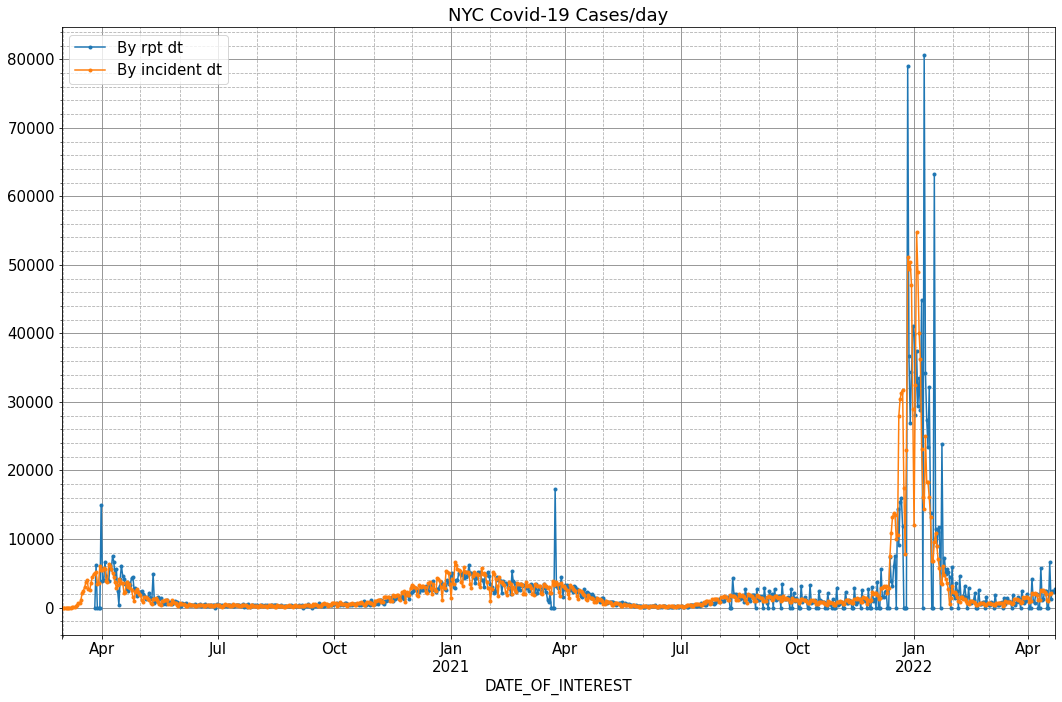 NYC Covid-19 Cases/day
By rpt dt
By incident dt
80000
70000
60000
50000
40000
30000
20000
10000
0
Apr Jul Oct Jan Apr Jul Oct Jan Apr
2021 2022
DATE_OF_INTEREST